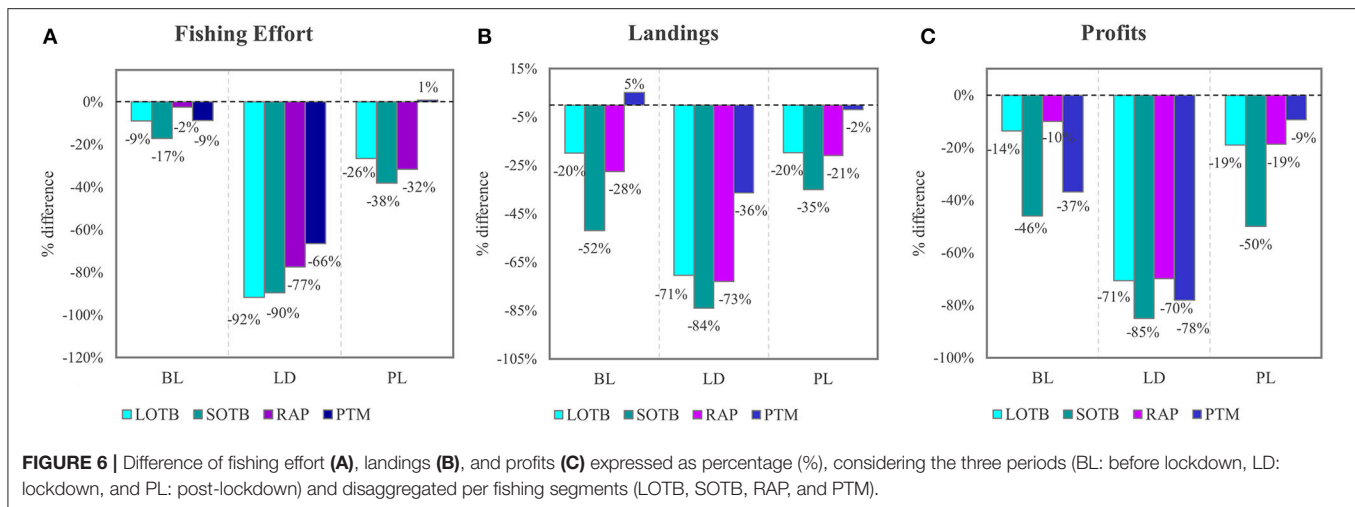 A
Fishing Effort
% difference
0%
-20%
-40%
-60%
-80%
-100%
-120%
-9%
-17%
-2%
-9%
-92%
-90%
-77%
-66%
-26%
-38%
-32%
1%
BL
LD
PL
LOTB
SOTB
RAP
PTM
B
Landings
% difference
15%
-5%
-25%
-45%
-65%
-85%
-105%
-20%
-52%
-28%
5%
-71%
-84%
-73%
-36%
-20%
-35%
-21%
-2%
BL
LD
PL
LOTB
SOTB
RAP
PTM
C
Profits
% difference
0%
-20%
-40%
-60%
-80%
-100%
-14%
-46%
-10%
-37%
-71%
-85%
-70%
-78%
-19%
-50%
-19%
-9%
BL
LD
PL
LOTB
SOTB
RAP
PTM
FIGURE 6 | Difference of fishing effort (A), landings (B), and profits (C) expressed as percentage (%), considering the three periods (BL: before lockdown, LD:
lockdown, and PL: post-lockdown) and disaggregated per fishing segments (LOTB, SOTB, RAP, and PTM).